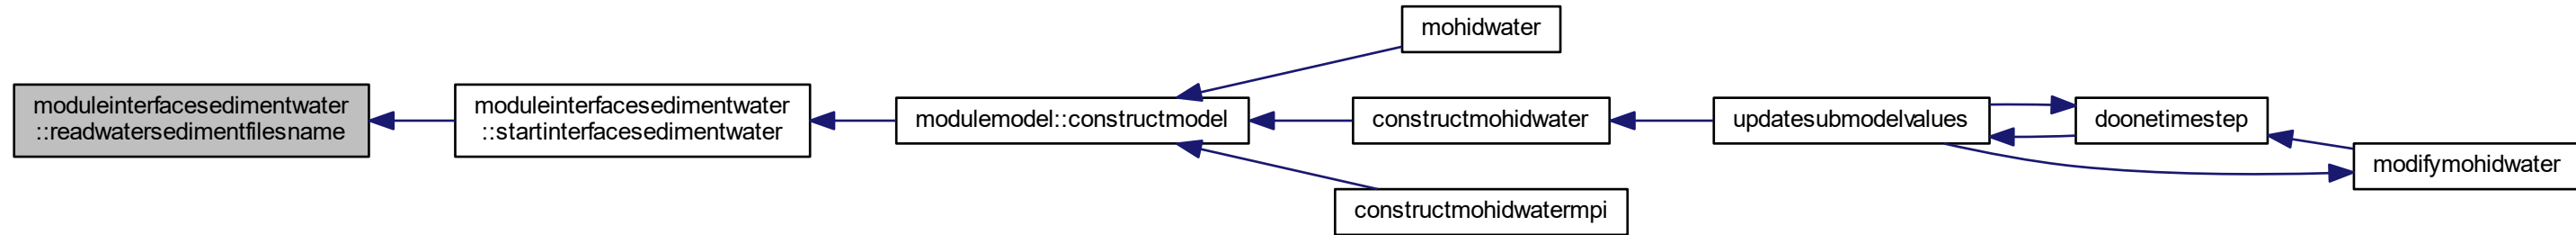 moduleinterfacesedimentwater
::readwatersedimentfilesname
moduleinterfacesedimentwater
::startinterfacesedimentwater
modulemodel::constructmodel
mohidwater
constructmohidwater
constructmohidwatermpi
updatesubmodelvalues
doonetimestep
modifymohidwater